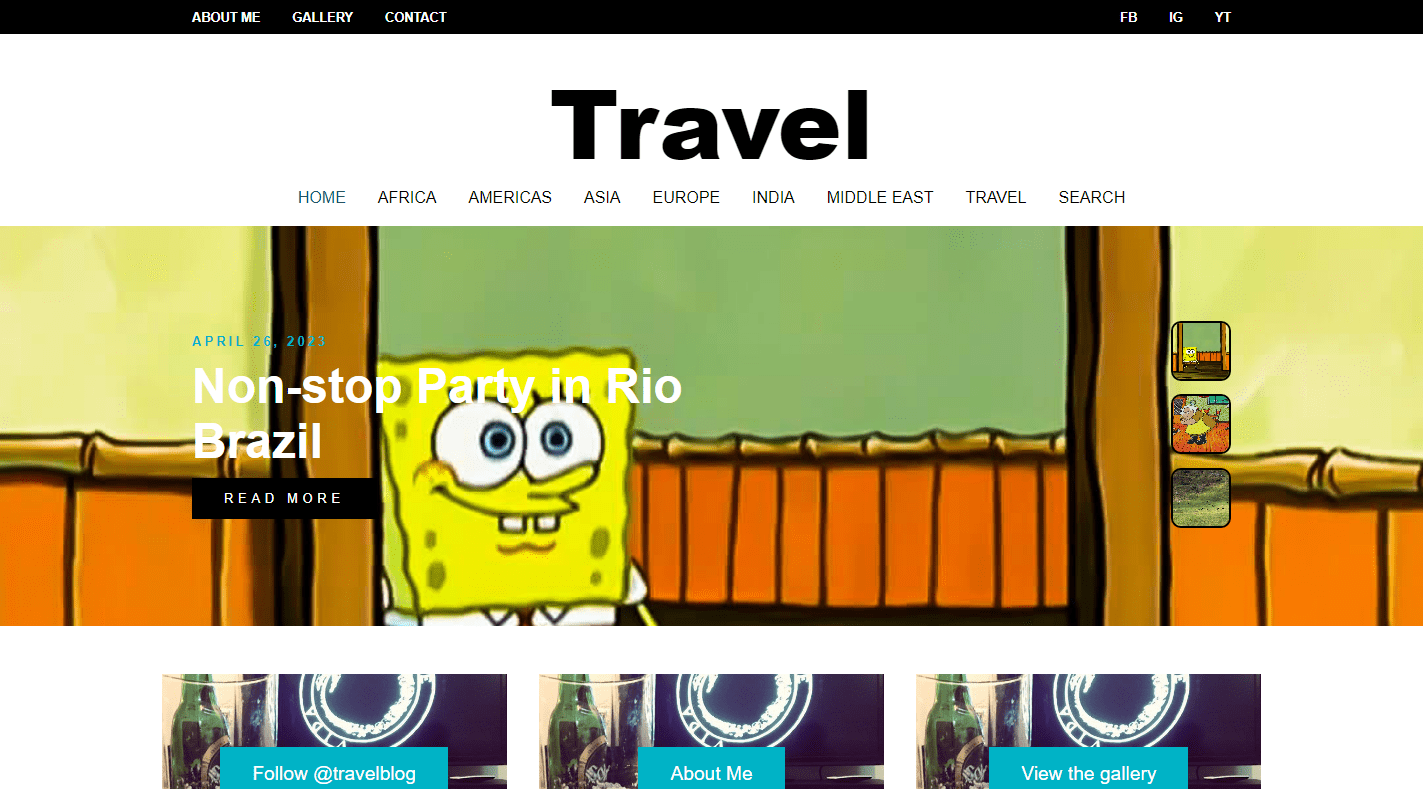 ABOUT ME GALLERY CONTACT FB IG YT
Travel
HOME AFRICA AMERICAS ASIA EUROPE INDIA MIDDLE EAST TRAVEL SEARCH
APRIL 26, 2023
Non-stop Party in Rio
Brazil
READ MORE
Follow @travelblog About Me View the gallery